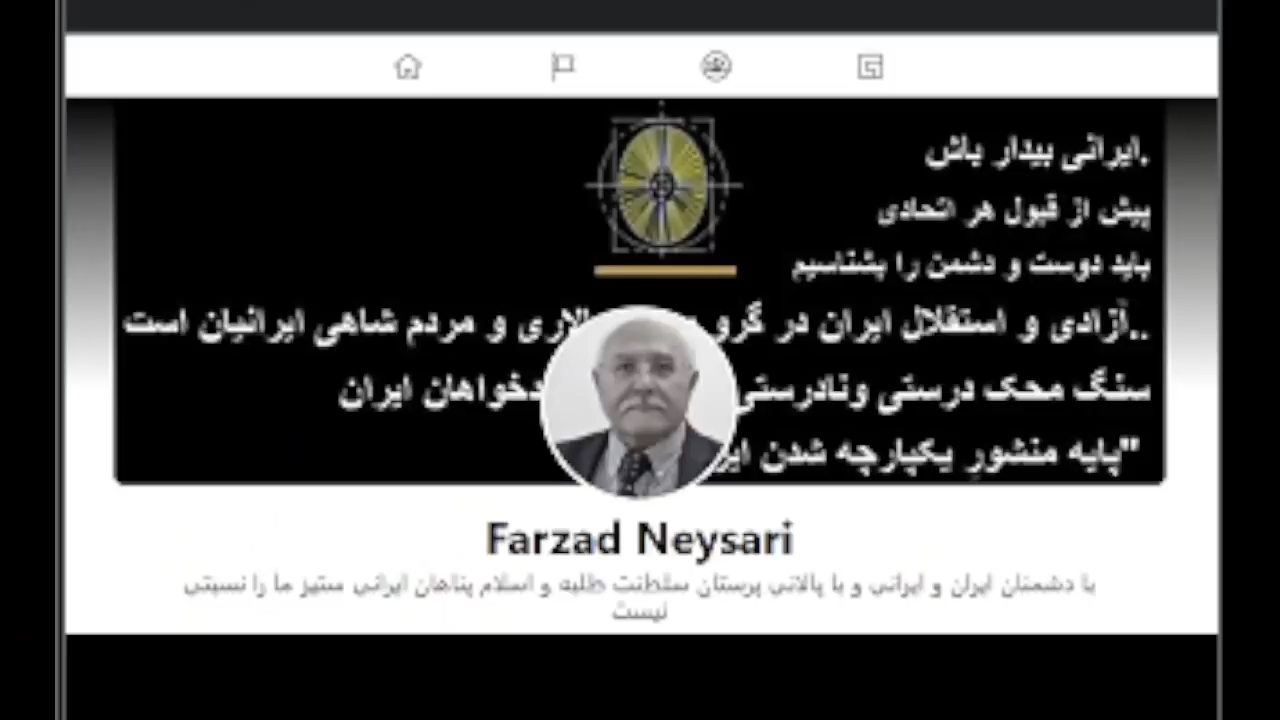 ایرانی بیدار باش.
پیش از قبول هر اتحادی
باید دوست و دشمن را بشناسیم
..آزادی و استقلال ایران در گرو الاری و مردم شاهی ایرانیان است
سنگ محک درستی ونادرستی دخواهان ایران
"پایه منشور یکپارچه شدن
Farzad Neysari
با دشمنان ایران و ایرانی و با پالانی پرستان سلطنت طلبه و اسلام پناهان ایرانی ستیز ما را نسبتی
نیست